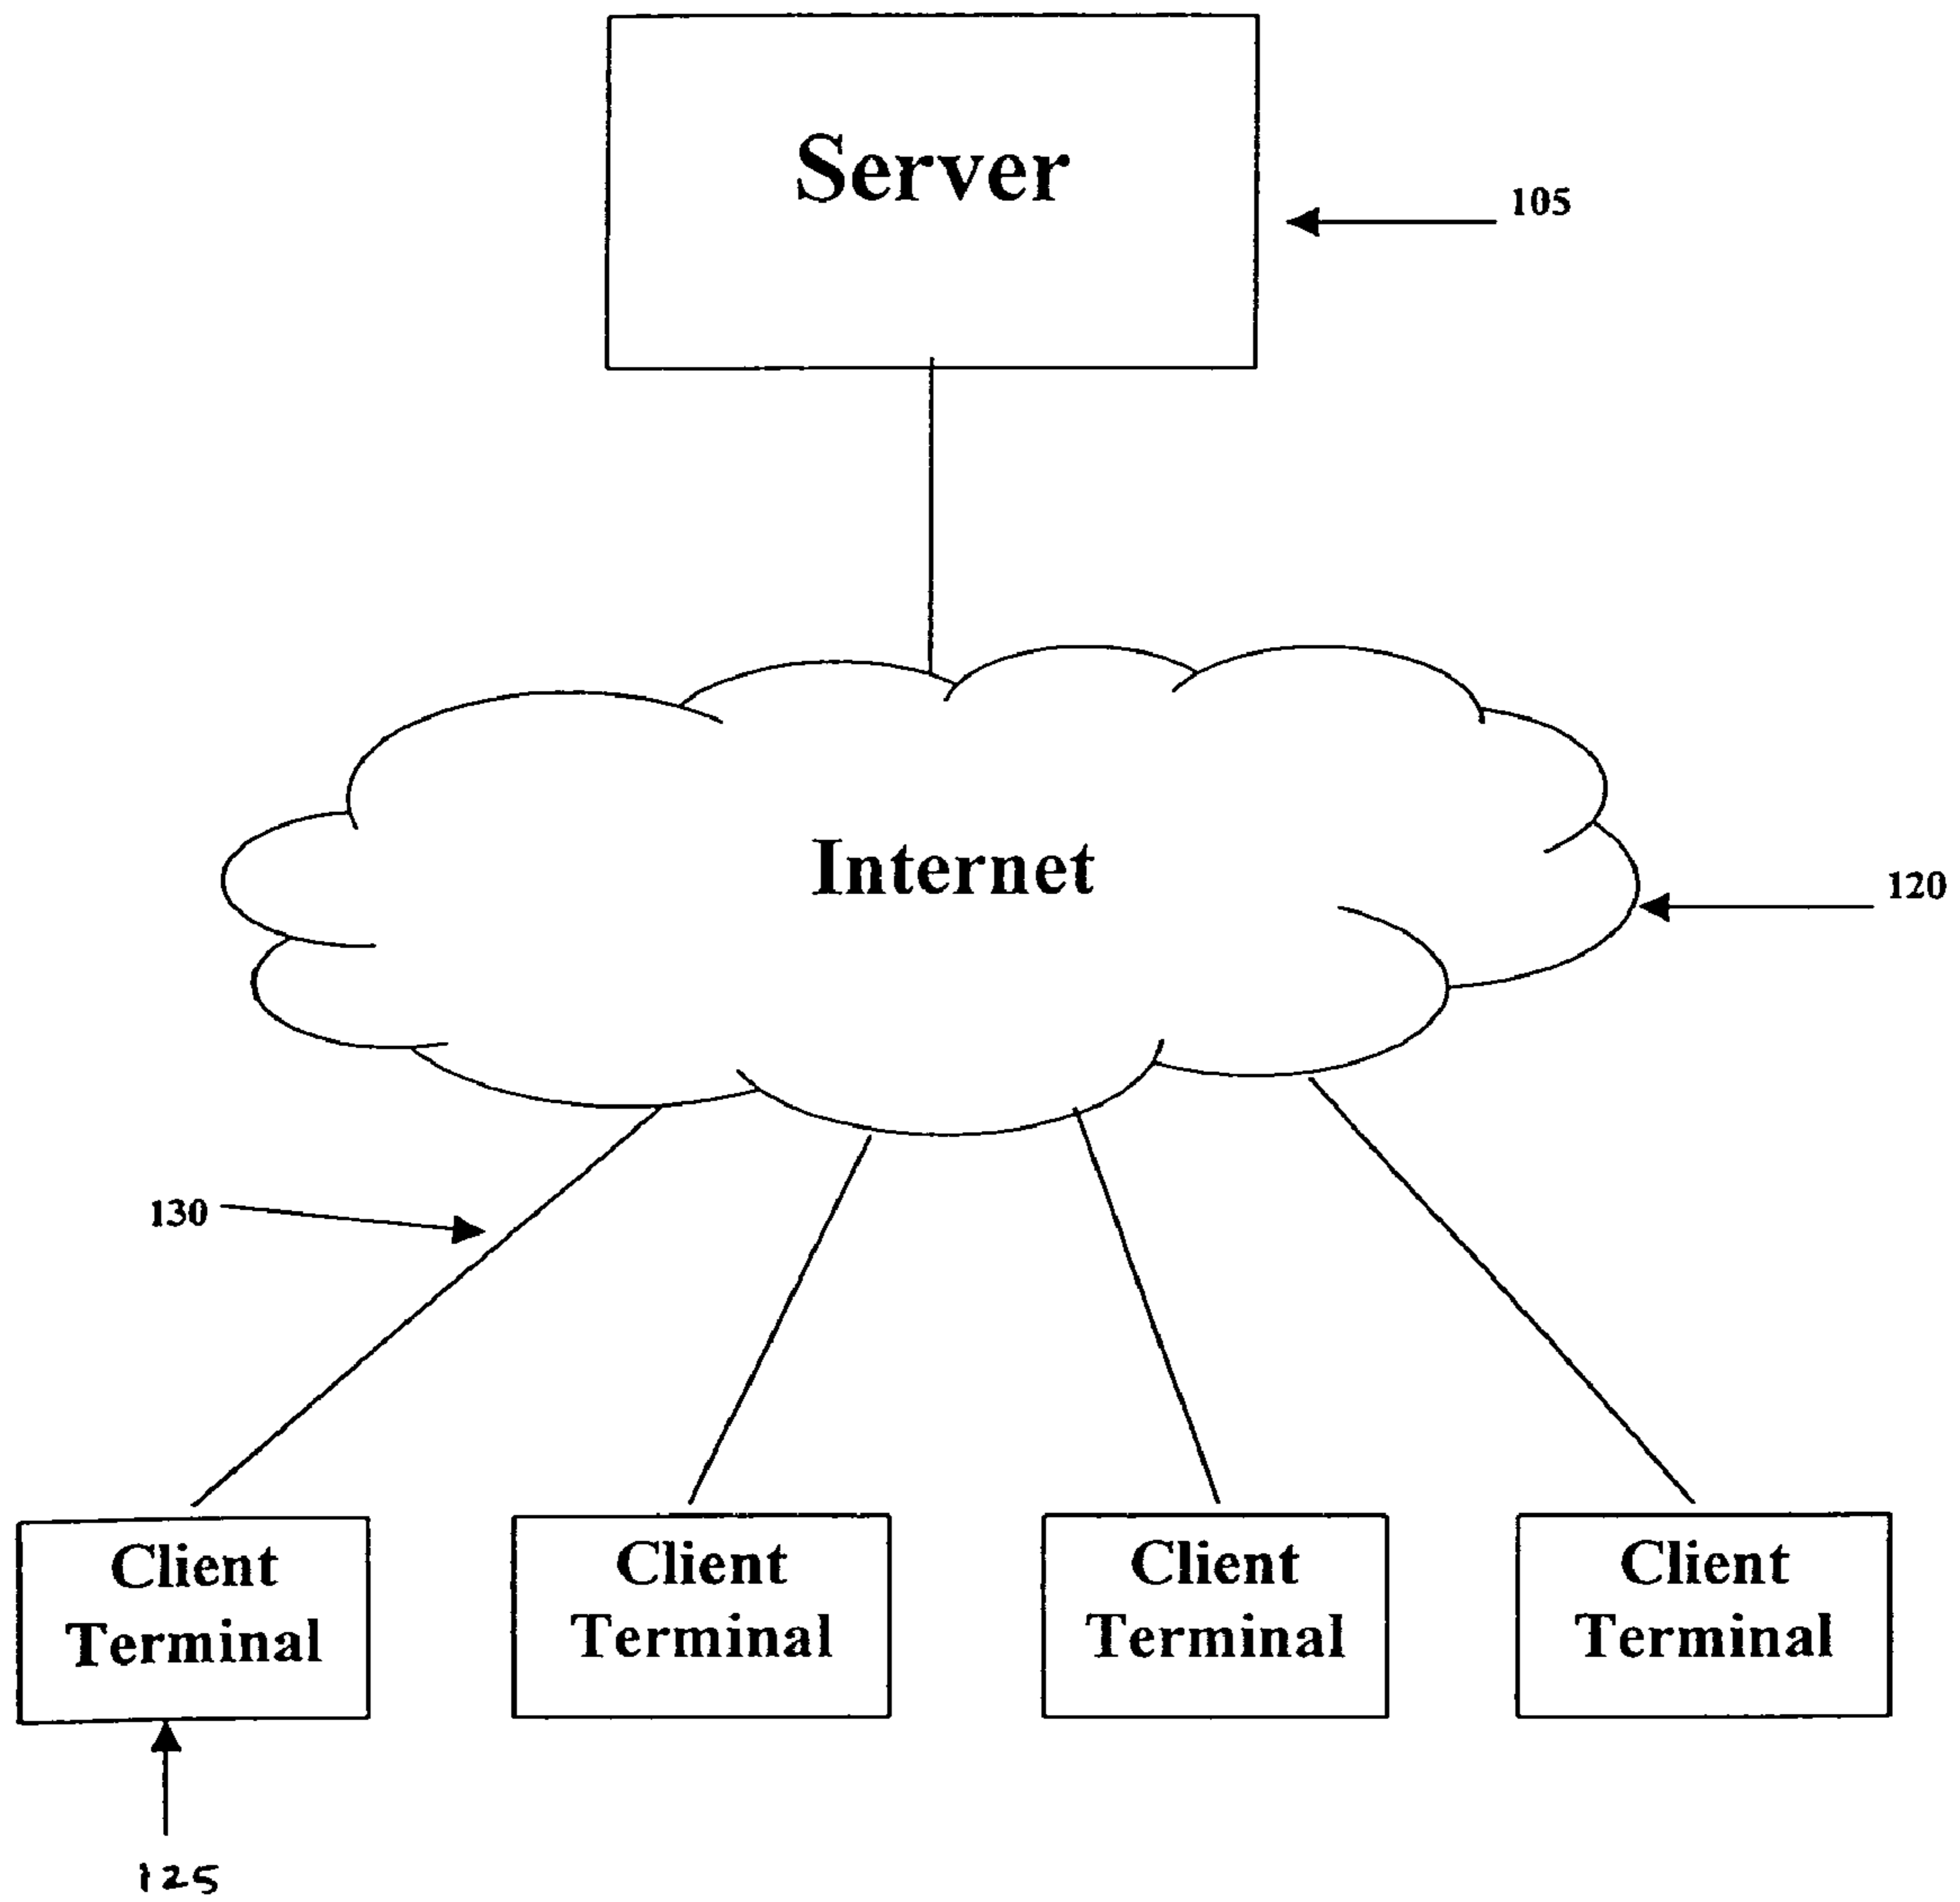 Server
105
Internet
120
130
Client
Terminal
Client
Terminal
Client
Terminal
Client
Terminal
125